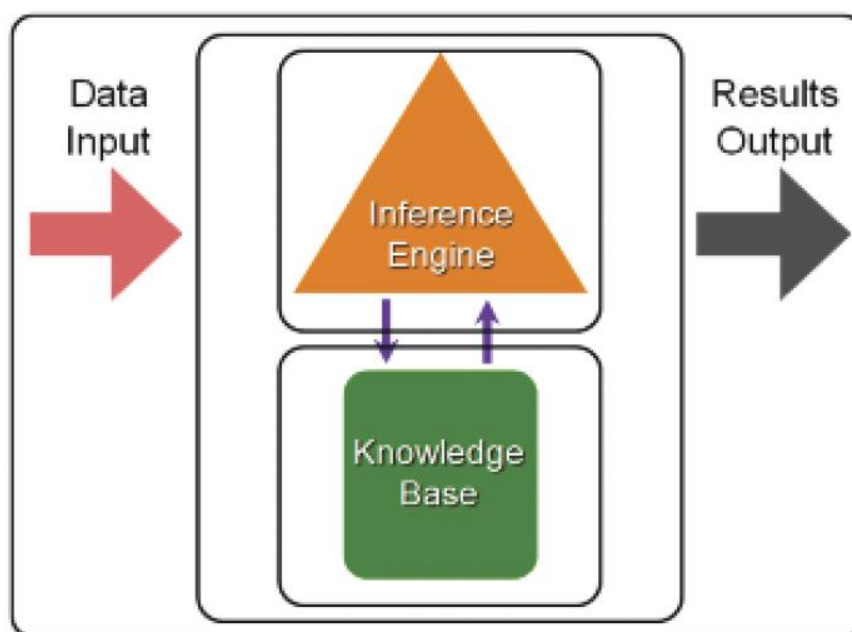 Data
Input
Results
Output
Inference
Engine
Knowledge
Base